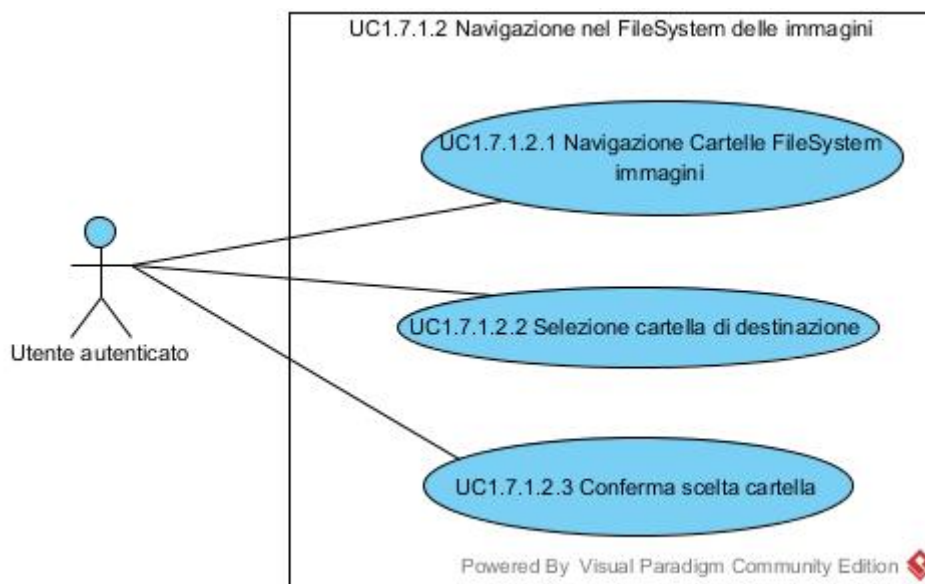 UC1.7.1.2 Navigazione nel FileSystem delle immagini
UC1.7.1.2.1 Navigazione Cartelle FileSystem
immagini
Utente autenticato
UC1.7.1.2.2 Selezione cartella di destinazione
UC1.7.1.2.3 Conferma scelta cartella
Powered By Visual Paradigm Community Edition